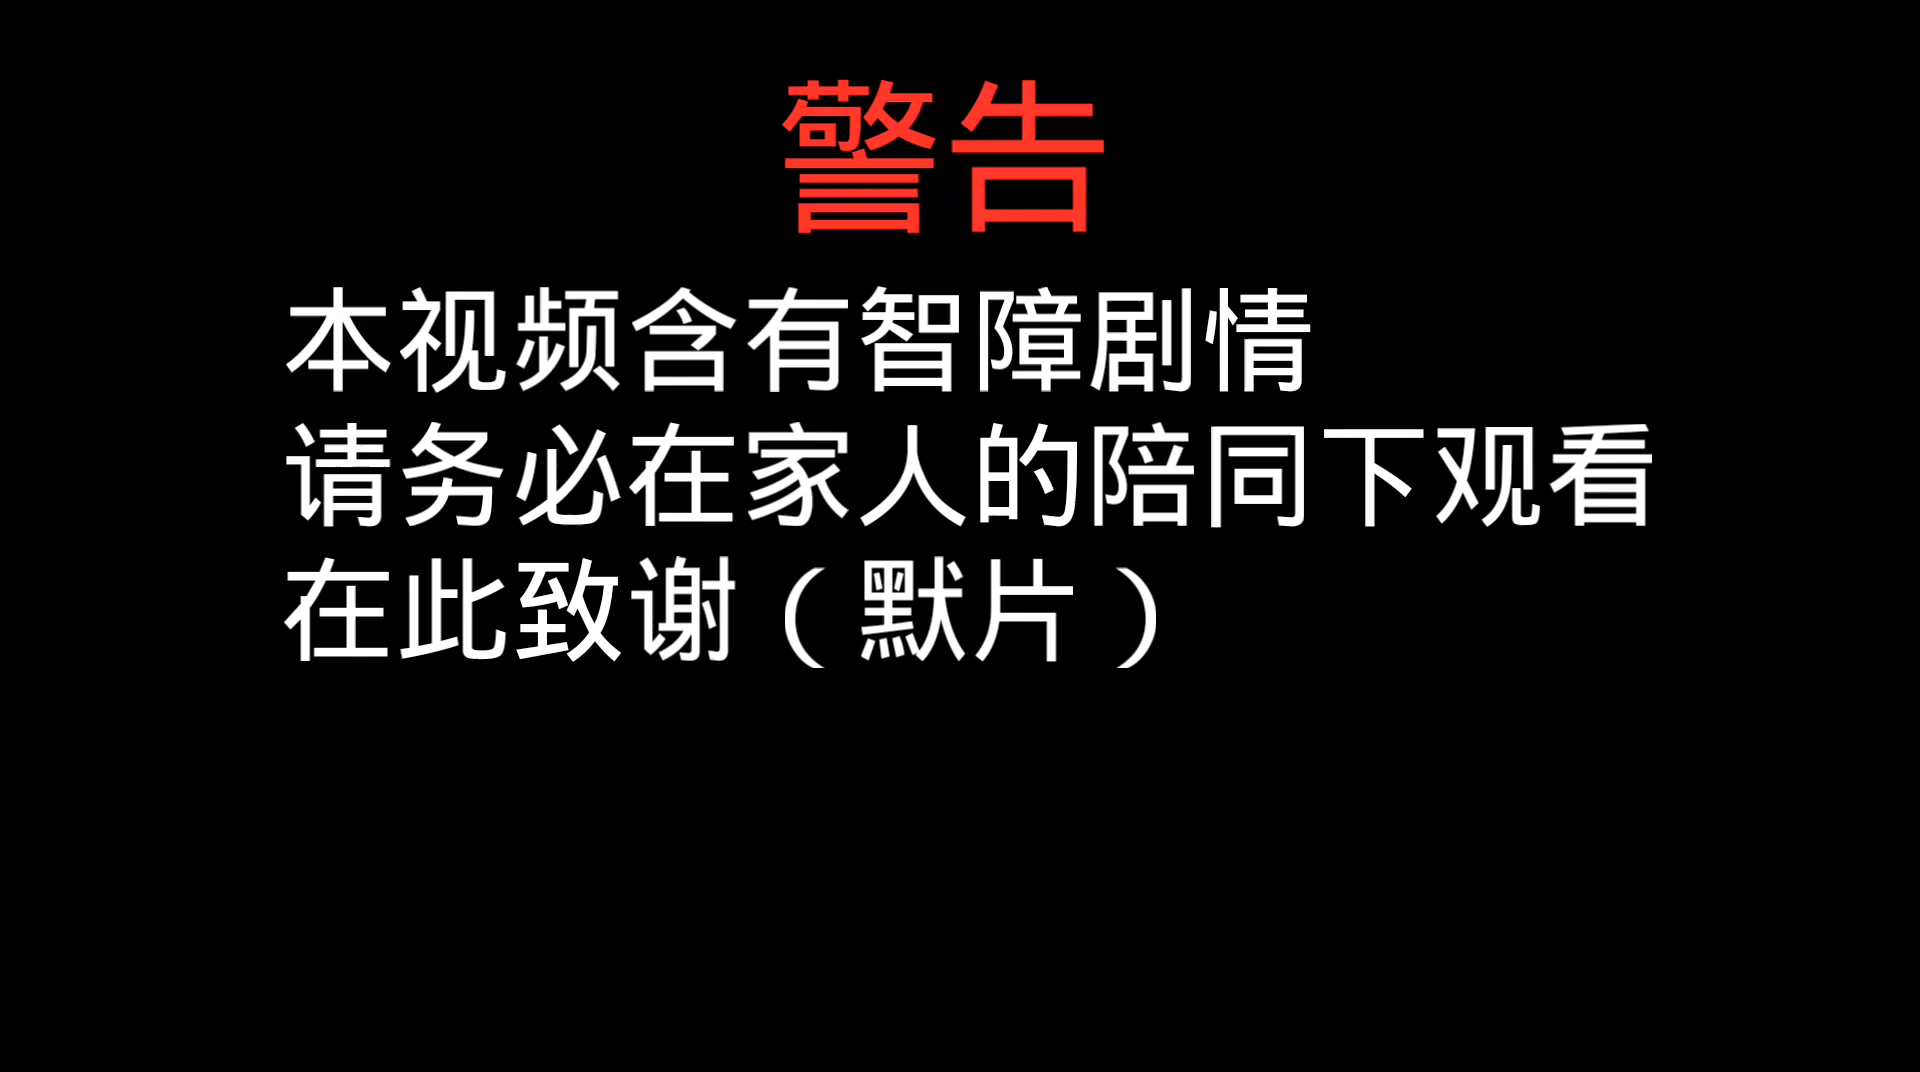 警告
本视频含有智障剧情
请务必在家人的陪同下观看
在此致谢（默片）